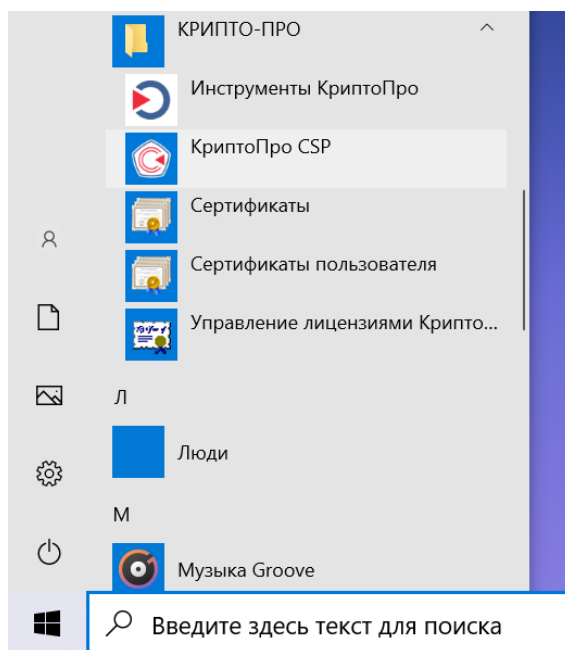 КРИПТО-ПРО
Инструменты КриптоПро
КриптоПро CSP
Сертификаты
Сертификаты пользователя
Управление лицензиями Крипто...
Л
Люди
М
Музыка Groove
Введите здесь текст для поиска